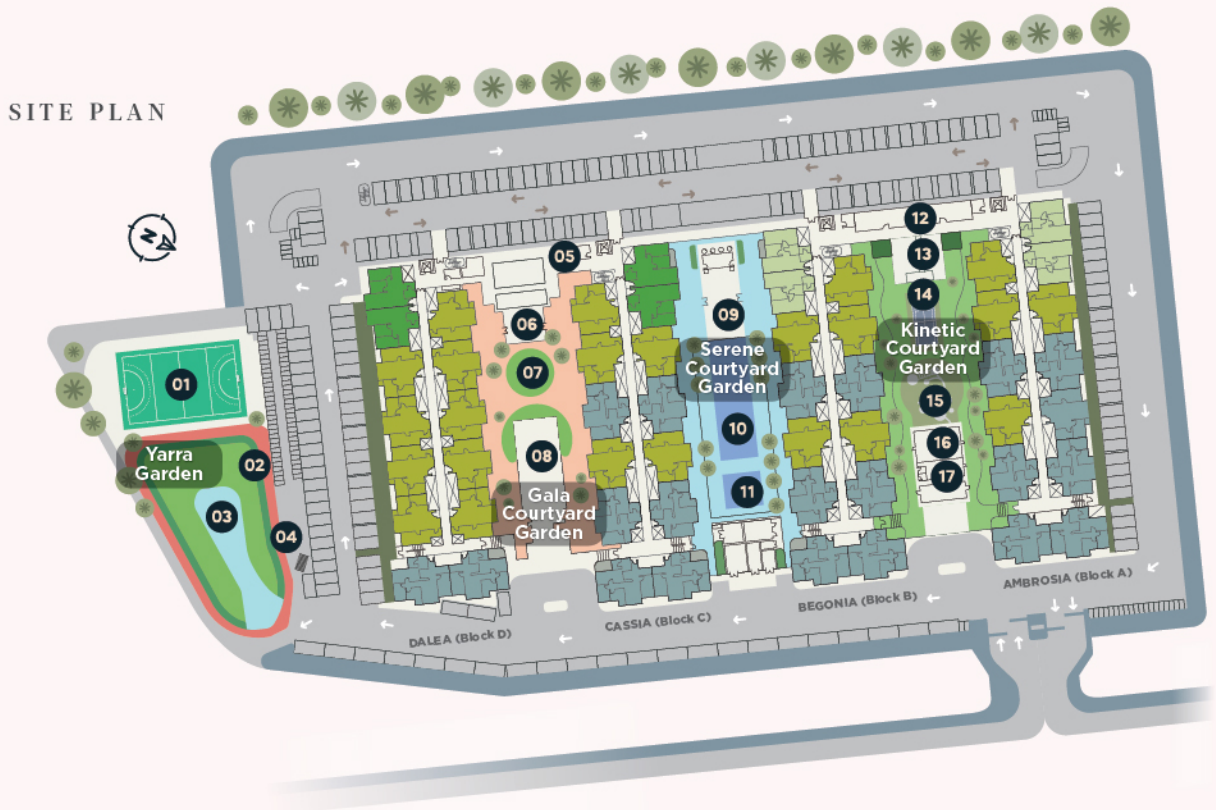 SITE PLAN
N
12
05
13
14
06
09
Kinetic
Courtyard
Garden
Serene
Courtyard
Garden
01
07
15
10
16
Yarra
Garden
02
08
17
11
Gala
Courtyard
Garden
03
04
AMBROSIA (Block A)
BEGONIA (Block B)
CASSIA (Block C)
DALEA (Block D)